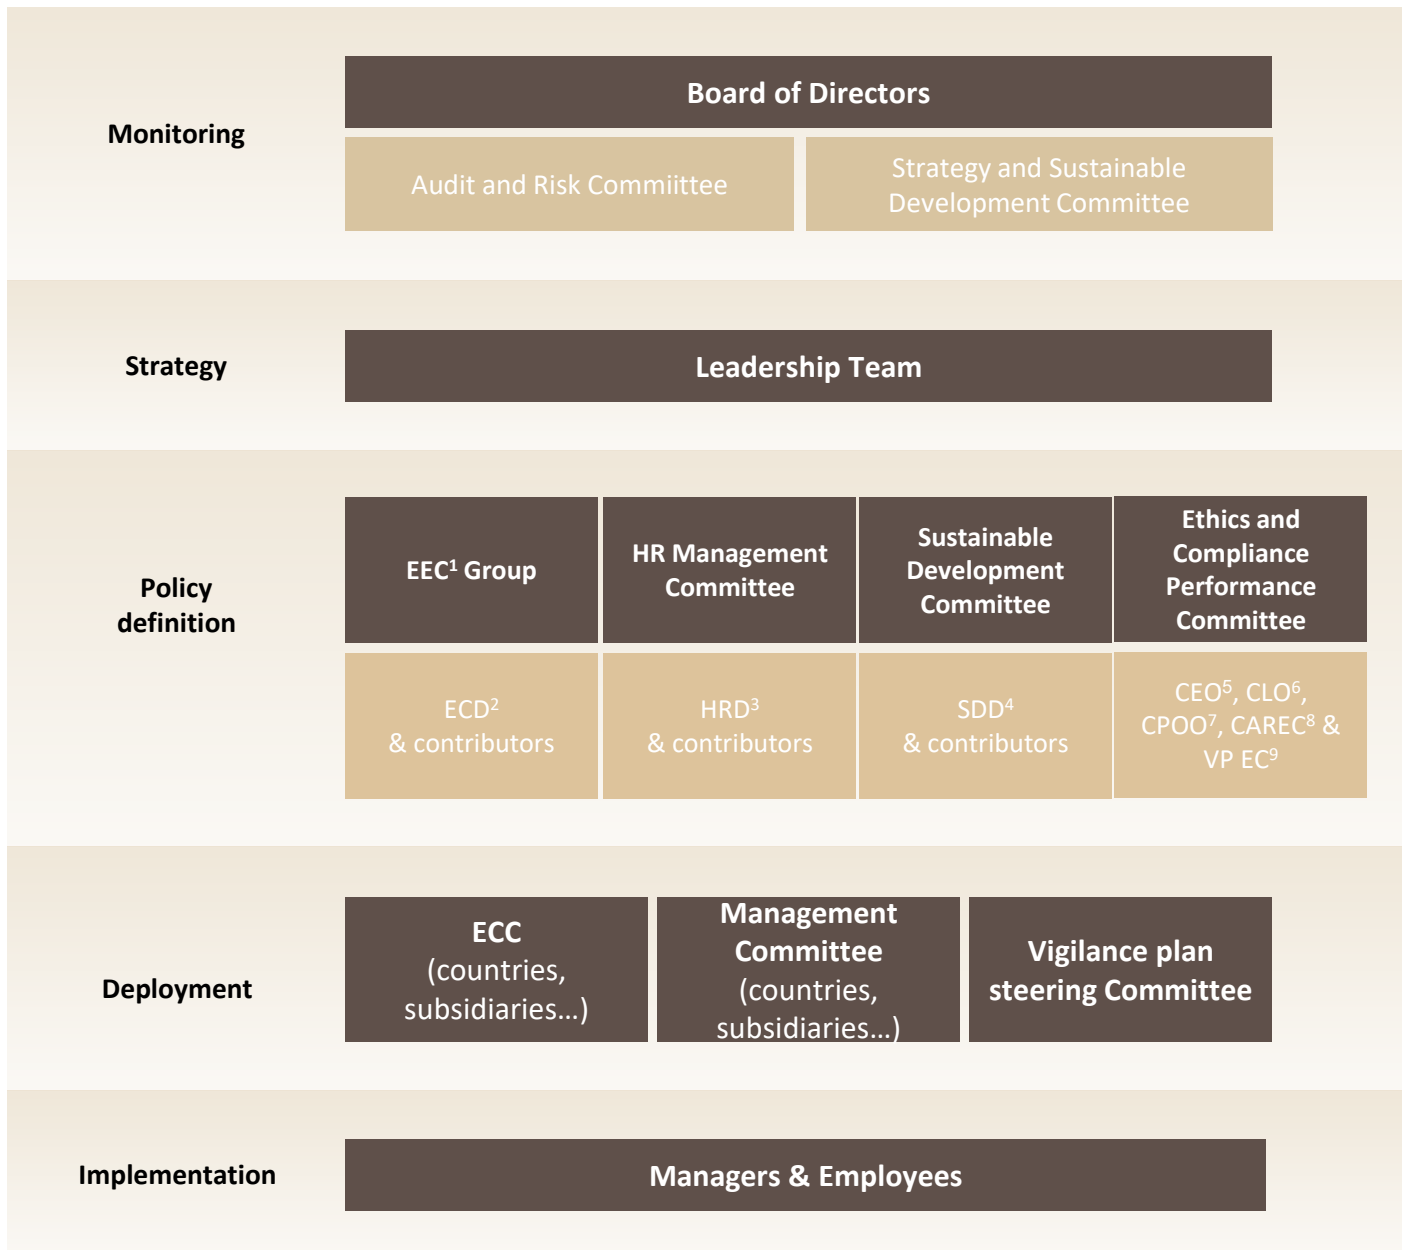 Monitoring
Board of Directors
Audit and Risk Commiittee
Strategy and Sustainable
Development Committee
Strategy
Leadership Team
Policy
definition
EEC¹ Group
HR Management
Committee
Sustainable
Development
Committee
Ethics and
Compliance
Performance
Committee
ECD²
& contributors
HRD³
& contributors
SDD⁴
& contributors
CEO⁵, CLO⁶,
CPOO⁷, CAREC⁸ &
VP EC⁹
Deployment
ECC
(countries,
subsidiaries...)
Management
Committee
(countries,
subsidiaries...)
Vigilance plan
steering Committee
Implementation
Managers & Employees